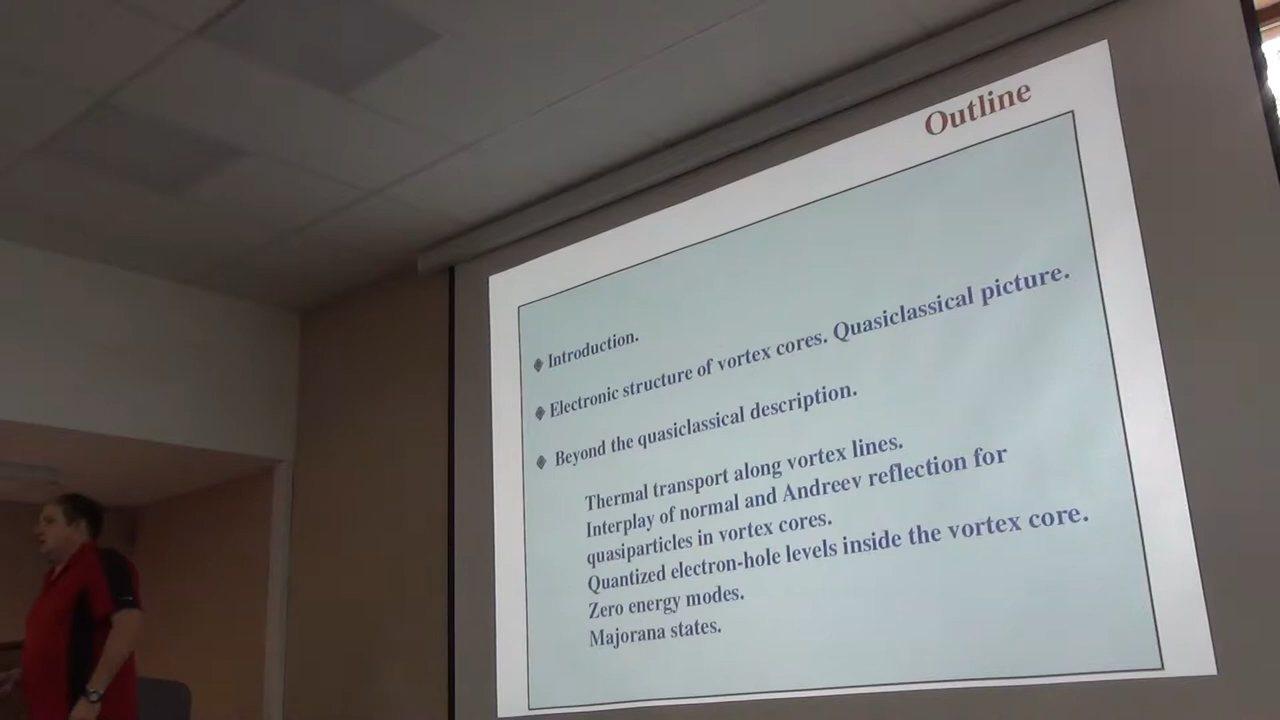 Outline
Introduction.
Electronic structure of vortex cores. Quasiclassical picture.
Beyond the quasiclassical description.
Thermal transport along vortex lines.
Interplay of normal and Andreev reflection for
quasiparticles in vortex cores.
Quantized electron-hole levels inside the vortex core.
Zero energy modes.
Majorana states.